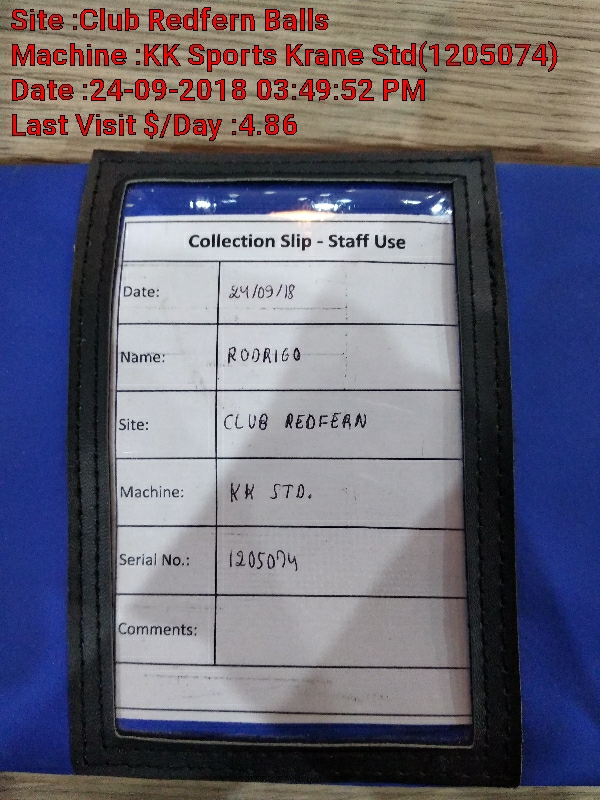 Site :Club Redfern Balls
Machine :KK Sports Krane Std(1205074)
Date :24-09-2018 03:49:52 PM
Last Visit $/Day :4.86
Collection Slip - Staff Use
Date: 24/09/18
Name: RODRIGO
Site: CLUB REDFERN
Machine: KK STD.
Serial No.: 1205074
Comments: